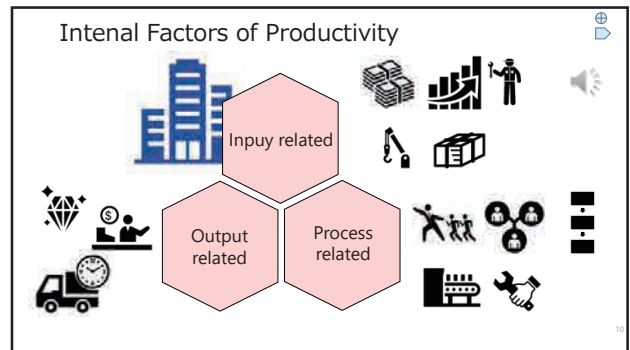 Intenal Factors of Productivity
Inpuy related
$
Output
related
Process
related
10